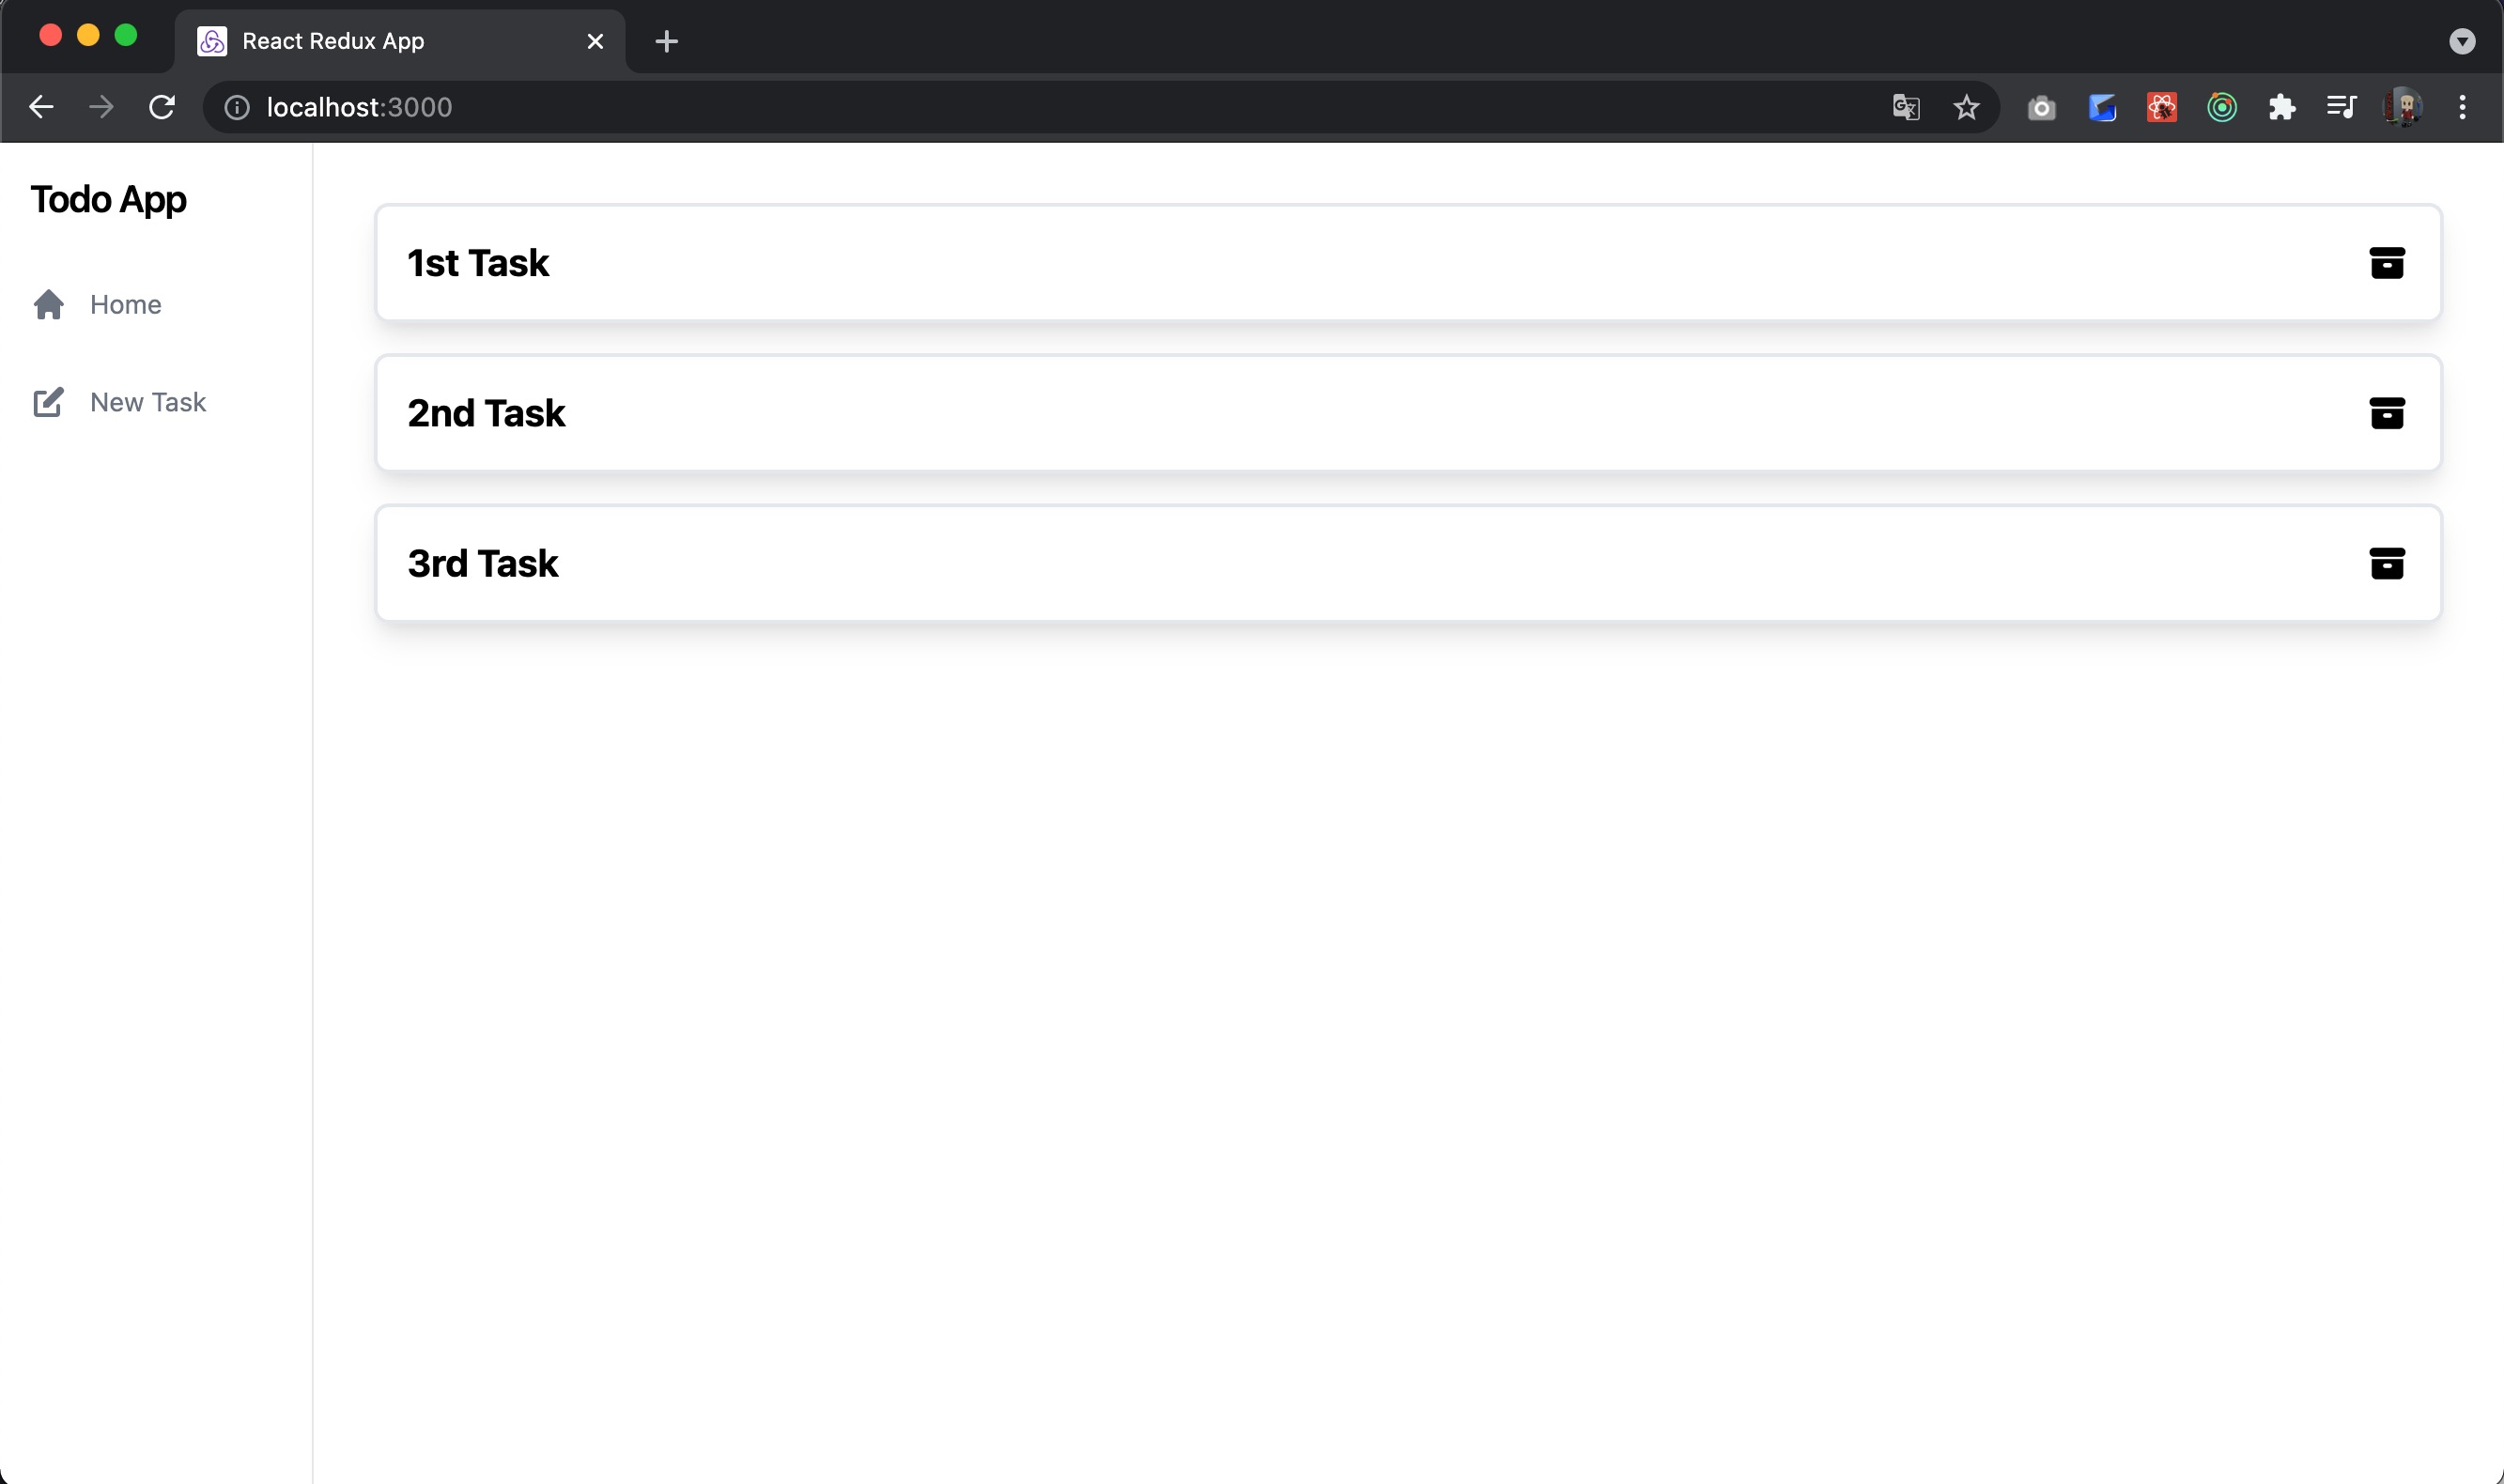 React Redux App
localhost:3000
Todo App
Home
New Task
1st Task
2nd Task
3rd Task